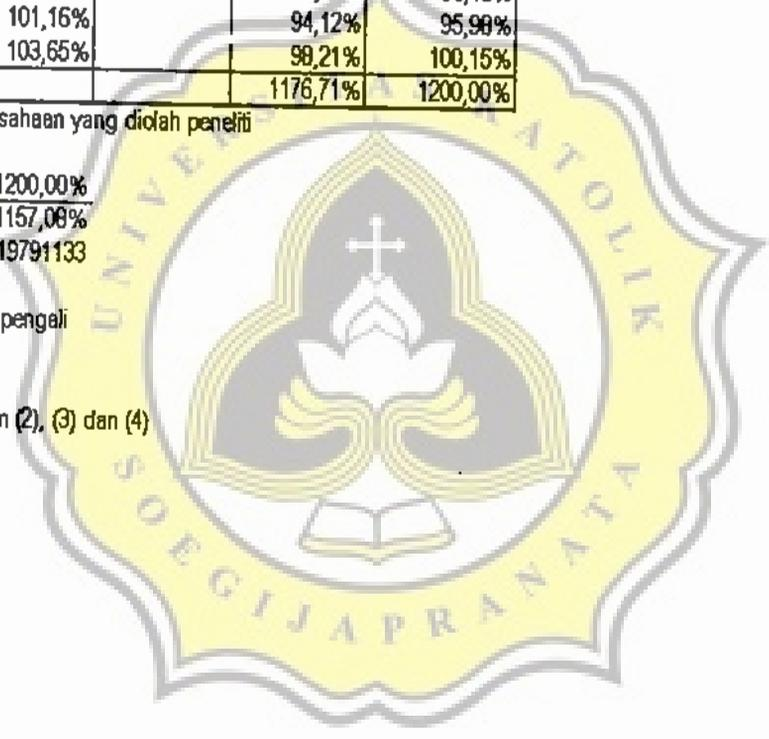 101,16% 94,12% 95,98%
103,65% 98,21% 100,15%
1176,71% 1200,00%
sahaan yang diolah peneliti
1200,00%
1157,08%
19791133
pengali
(2), (3) dan (4)
UNIVERSITAS KATOLIK
SOEGIJAPRANATA